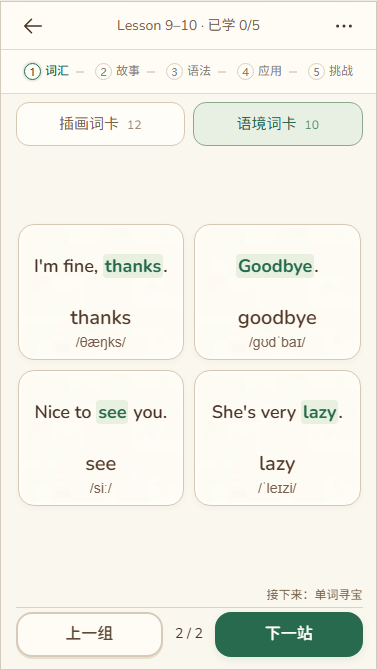 Lesson 9–10 · 已学 0/5
1 词汇 – 2 故事 – 3 语法 – 4 应用 – 5 挑战
插画词卡 12 语境词卡 10
I'm fine, thanks. Goodbye.
thanks goodbye
/θæŋks/ /ɡʊdˈbaɪ/
Nice to see you. She's very lazy.
see lazy
/siː/ /ˈleɪzi/
接下来：单词寻宝
上一组 2 / 2 下一站